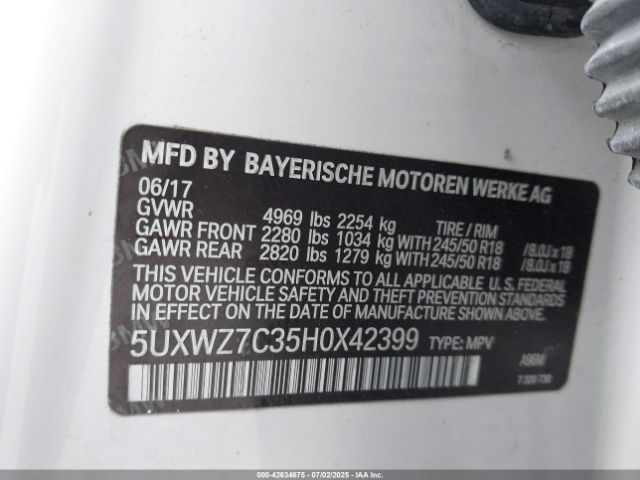 MFD BY BAYERISCHE MOTOREN WERKE AG
06/17
GVWR 4969 lbs 2254 kg TIRE / RIM
GAWR FRONT 2280 lbs 1034 kg WITH 245/50 R18 /8.0J x 18
GAWR REAR 2820 lbs 1279 kg WITH 245/50 R18 /8.0J x 18
THIS VEHICLE CONFORMS TO ALL APPLICABLE U. S. FEDERAL
MOTOR VEHICLE SAFETY AND THEFT PREVENTION STANDARDS
IN EFFECT ON THE DATE OF MANUFACTURE SHOWN ABOVE.
5UXWZ7C35H0X42399 TYPE: MPV
A96M
000-42634675 / 07/02/2025 / IAAI.COM